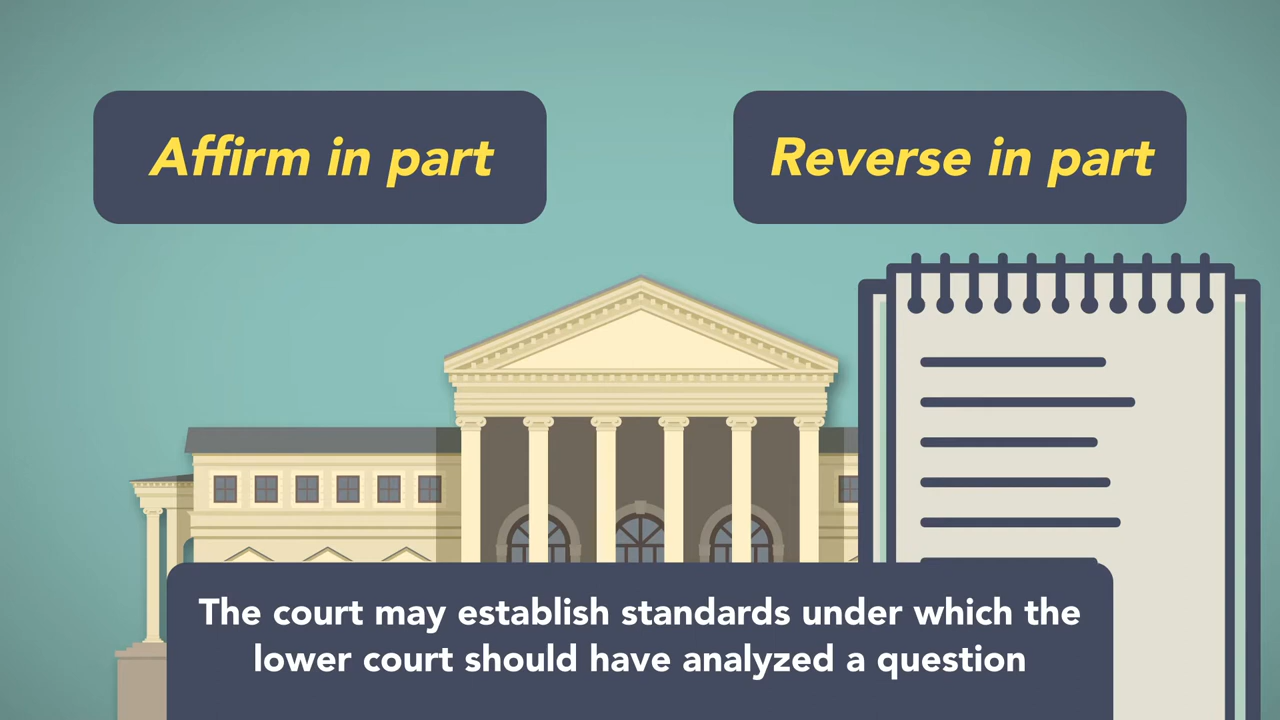 Affirm in part
Reverse in part
The court may establish standards under which the
lower court should have analyzed a question